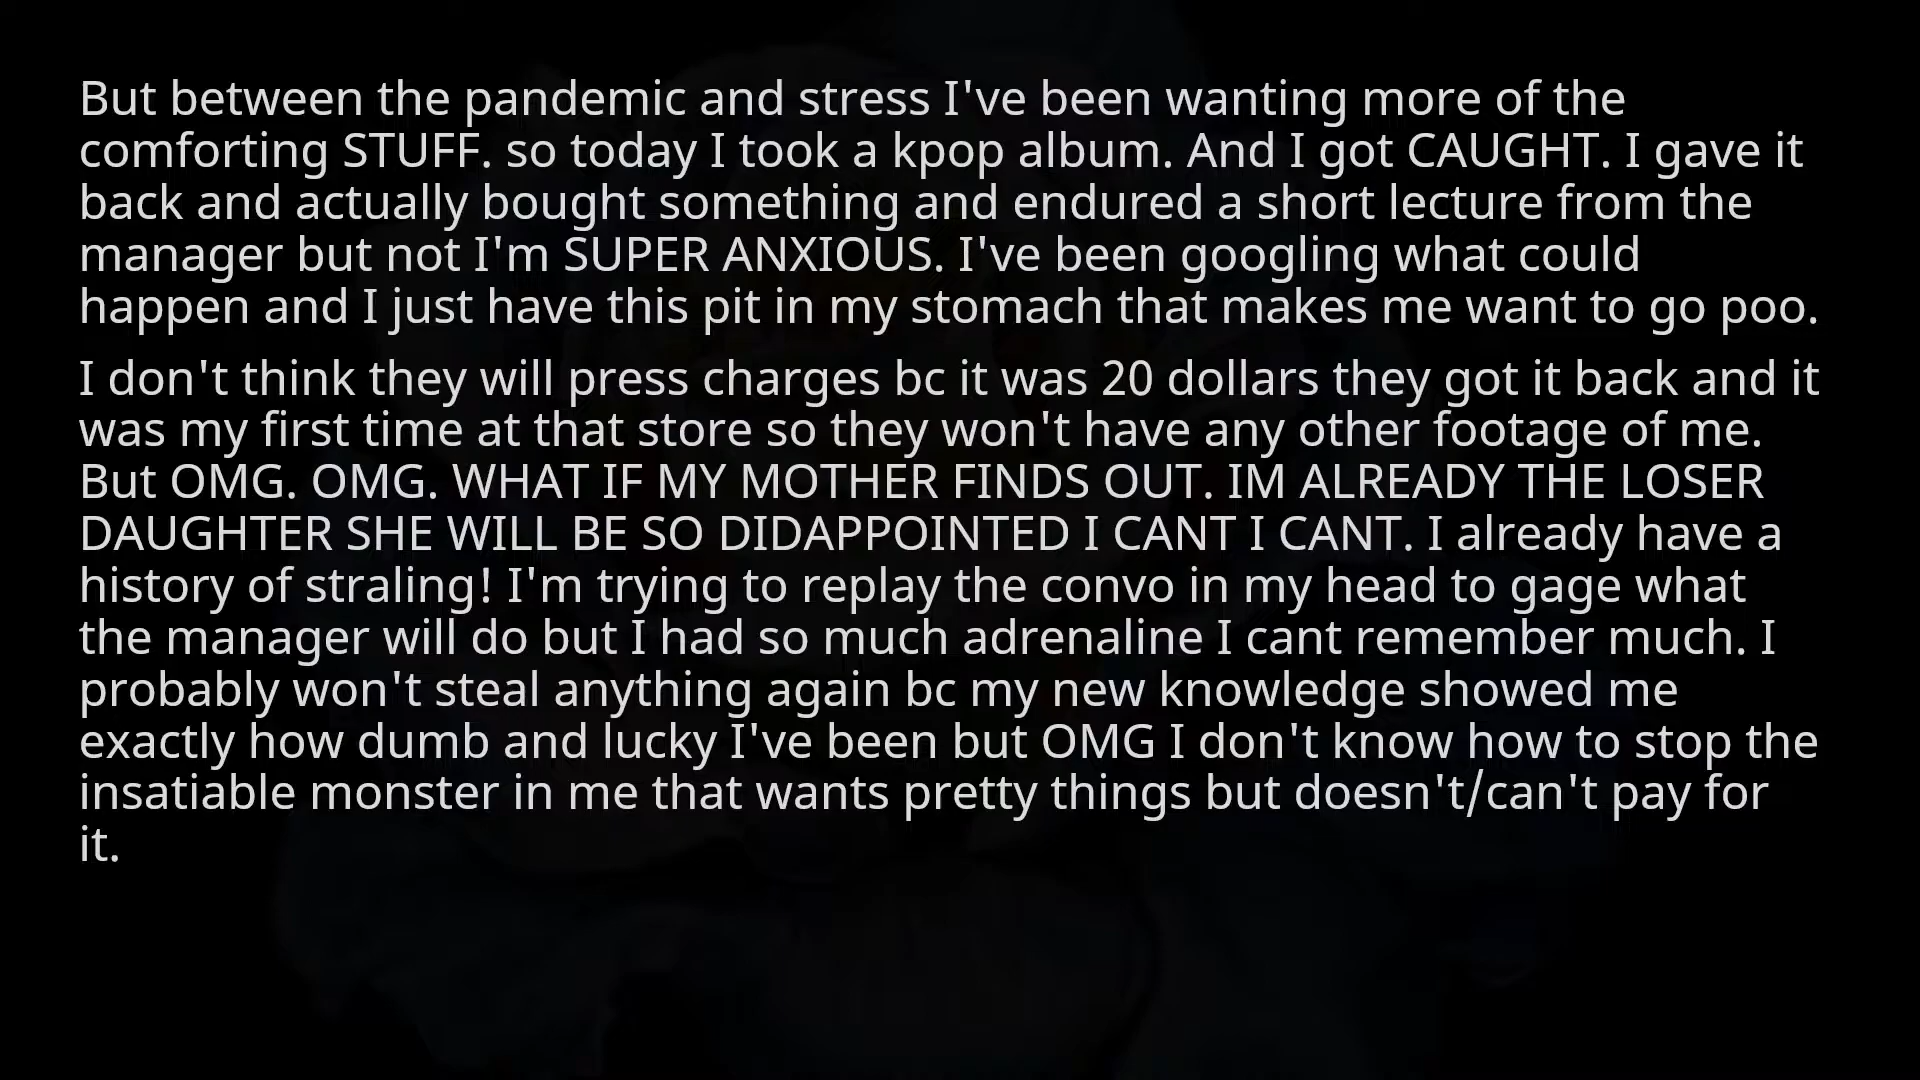 But between the pandemic and stress I've been wanting more of the
comforting STUFF. so today I took a kpop album. And I got CAUGHT. I gave it
back and actually bought something and endured a short lecture from the
manager but not I'm SUPER ANXIOUS. I've been googling what could
happen and I just have this pit in my stomach that makes me want to go poo.
I don't think they will press charges bc it was 20 dollars they got it back and it
was my first time at that store so they won't have any other footage of me.
But OMG. OMG. WHAT IF MY MOTHER FINDS OUT. IM ALREADY THE LOSER
DAUGHTER SHE WILL BE SO DIDAPPOINTED I CANT I CANT. I already have a
history of straling! I'm trying to replay the convo in my head to gage what
the manager will do but I had so much adrenaline I cant remember much. I
probably won't steal anything again bc my new knowledge showed me
exactly how dumb and lucky I've been but OMG I don't know how to stop the
insatiable monster in me that wants pretty things but doesn't/can't pay for
it.